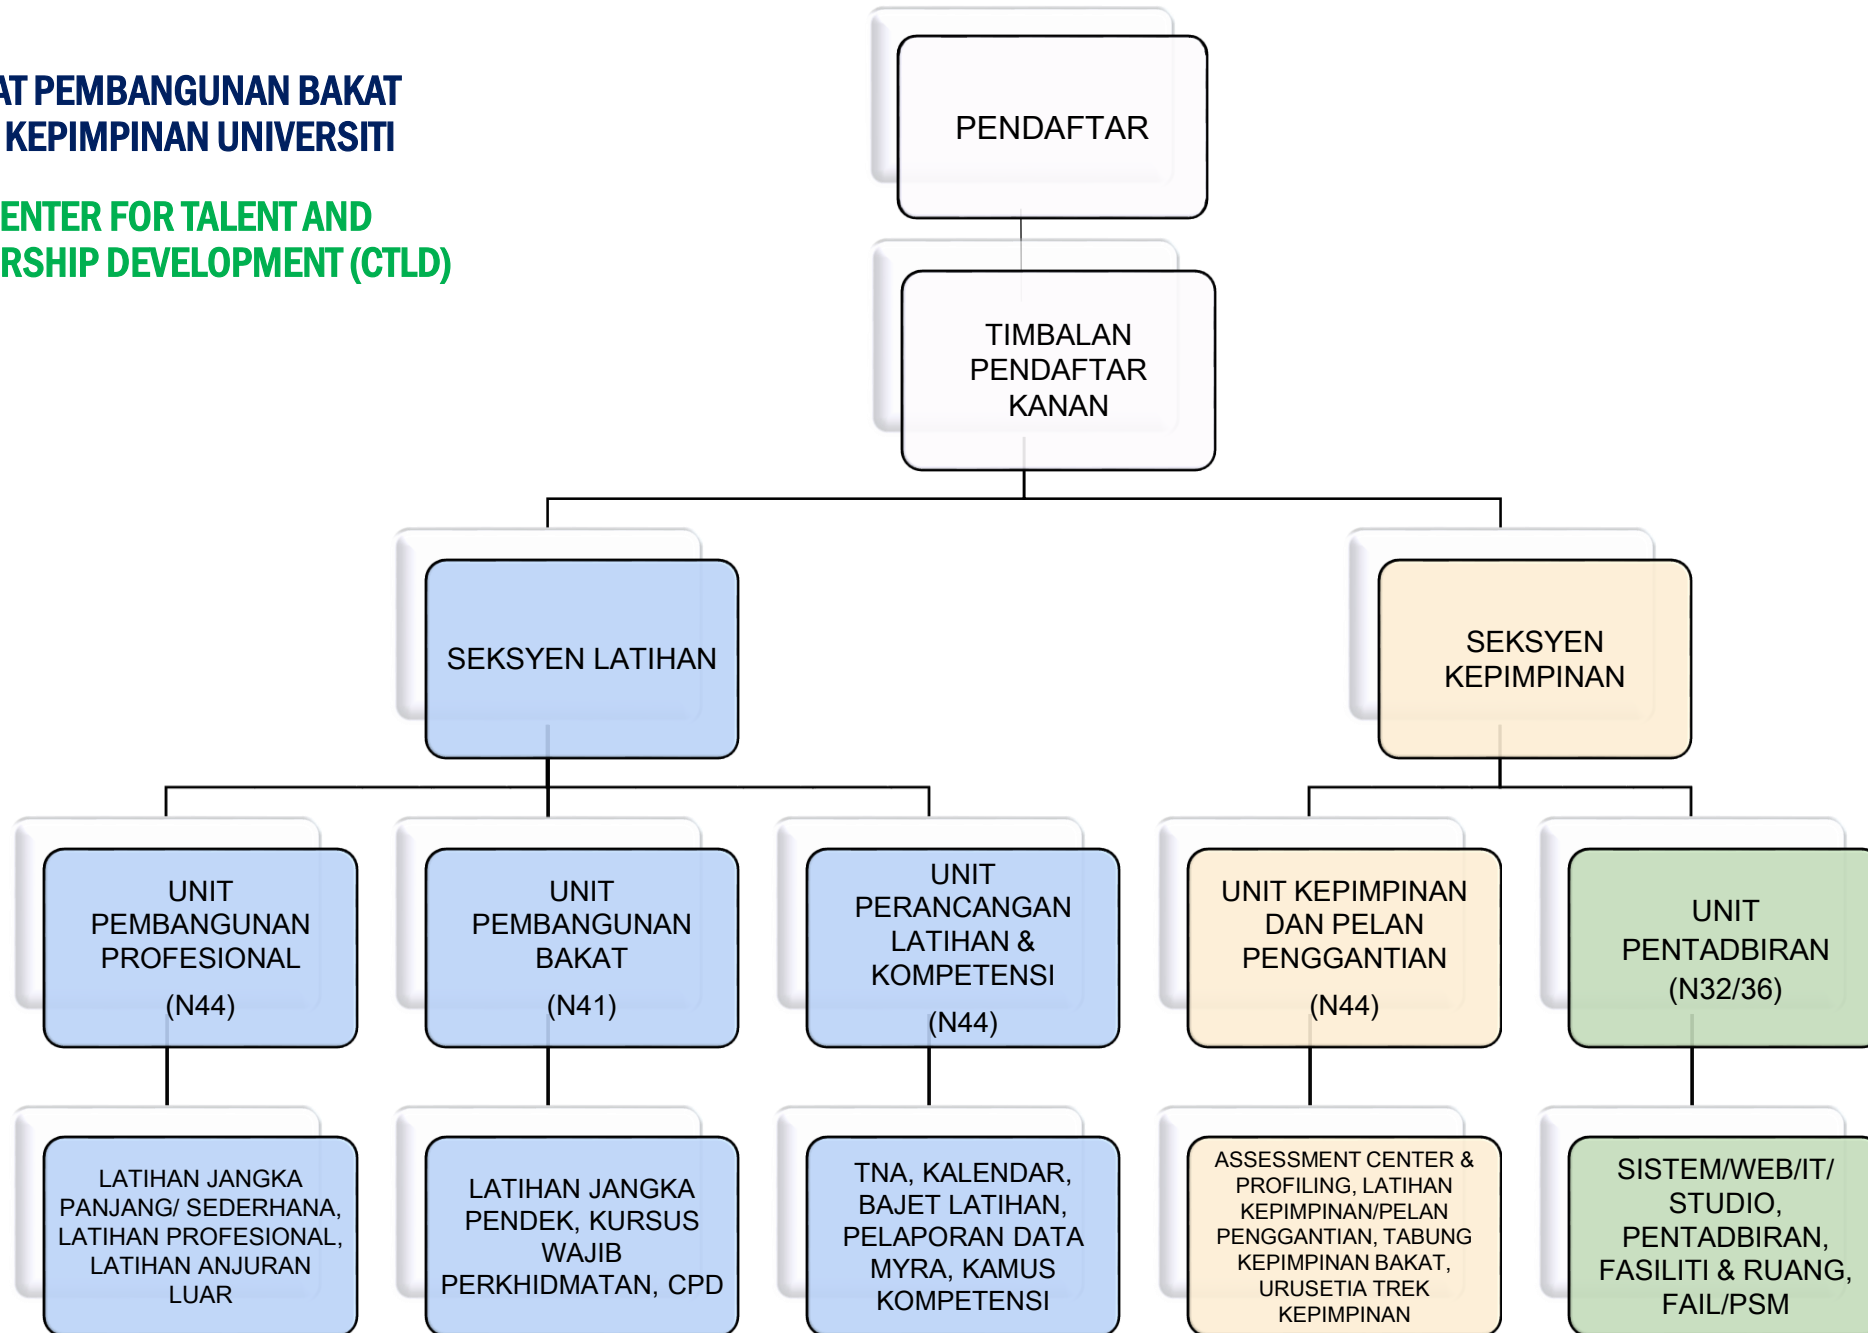 AT PEMBANGUNAN BAKAT
KEPIMPINAN UNIVERSITI
ENTER FOR TALENT AND
RSHIP DEVELOPMENT (CTLD)
PENDAFTAR
TIMBALAN
PENDAFTAR
KANAN
SEKSYEN LATIHAN
SEKSYEN
KEPIMPINAN
UNIT
PEMBANGUNAN
PROFESIONAL
(N44)
UNIT
PEMBANGUNAN
BAKAT
(N41)
UNIT
PERANCANGAN
LATIHAN &
KOMPETENSI
(N44)
UNIT KEPIMPINAN
DAN PELAN
PENGGANTIAN
(N44)
UNIT
PENTADBIRAN
(N32/36)
LATIHAN JANGKA
PANJANG/ SEDERHANA,
LATIHAN PROFESIONAL,
LATIHAN ANJURAN
LUAR
LATIHAN JANGKA
PENDEK, KURSUS
WAJIB
PERKHIDMATAN, CPD
TNA, KALENDAR,
BAJET LATIHAN,
PELAPORAN DATA
MYRA, KAMUS
KOMPETENSI
ASSESSMENT CENTER &
PROFILING, LATIHAN
KEPIMPINAN/PELAN
PENGGANTIAN, TABUNG
KEPIMPINAN BAKAT,
URUSETIA TREK
KEPIMPINAN
SISTEM/WEB/IT/
STUDIO,
PENTADBIRAN,
FASILITI & RUANG,
FAIL/PSM